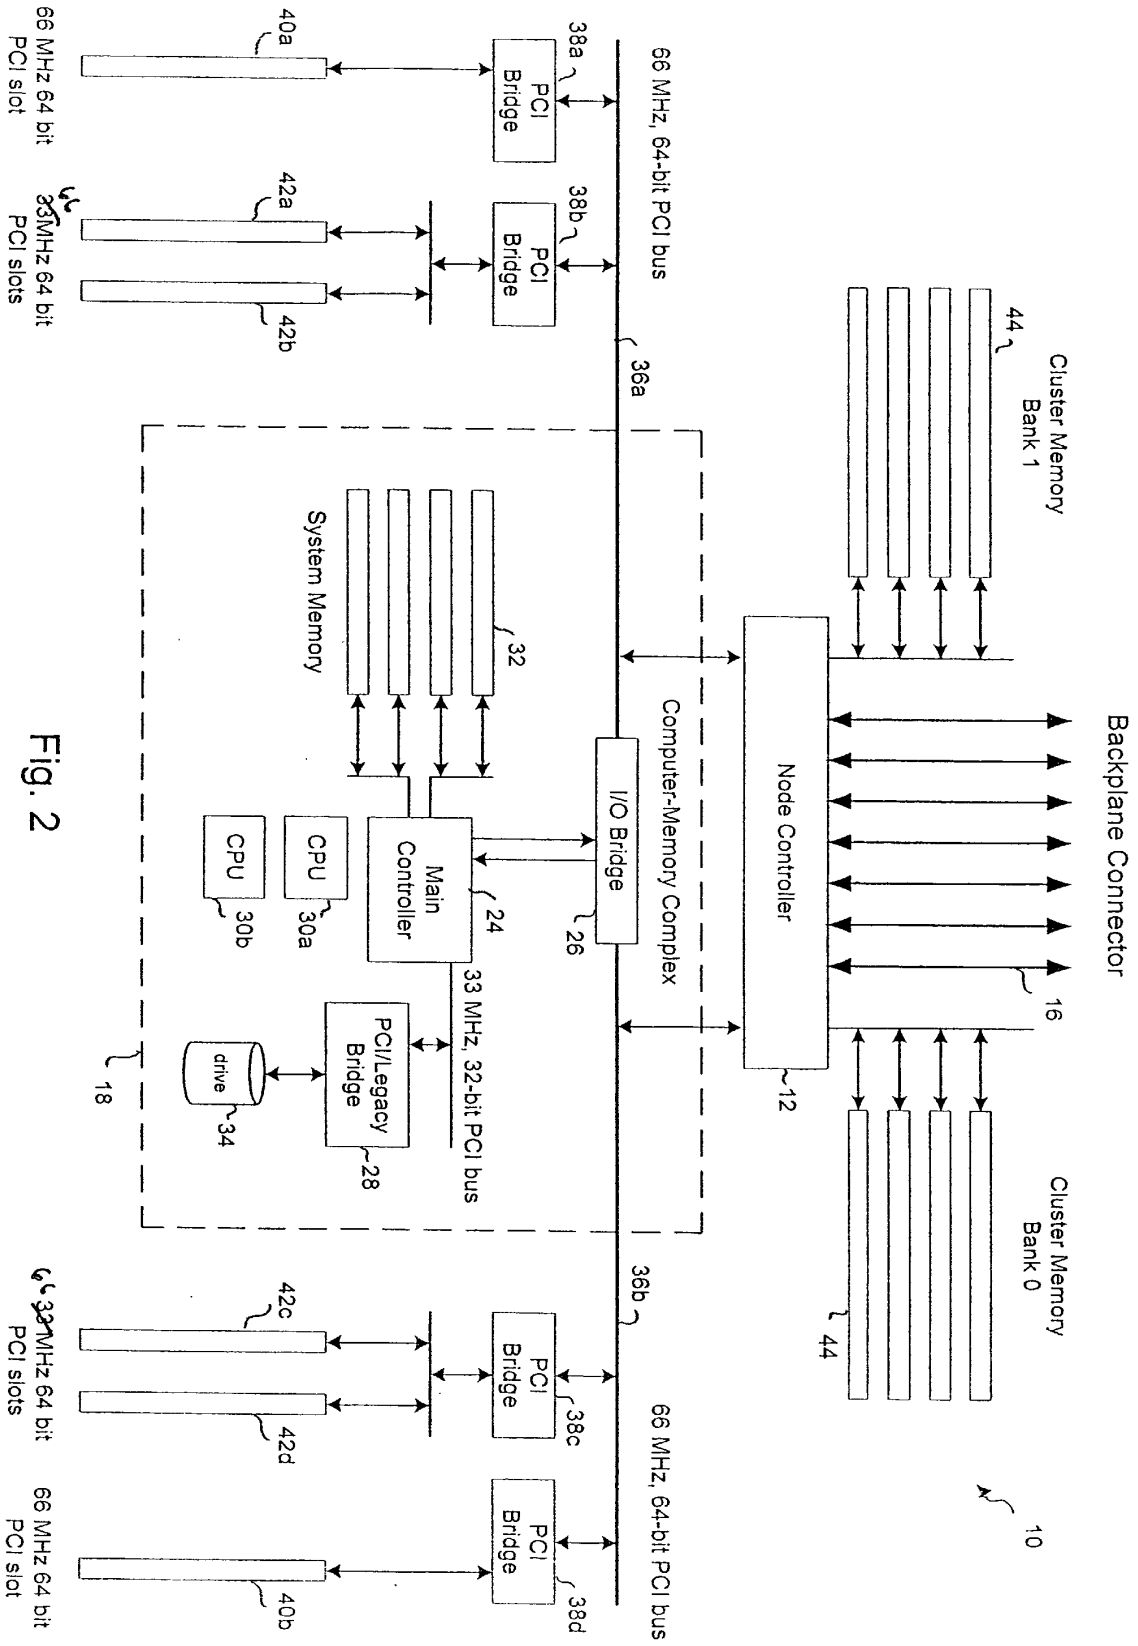 Backplane Connector
Cluster Memory
Bank 1
44
16
Cluster Memory
Bank 0
44
10
Node Controller
12
Computer-Memory Complex
66 MHz, 64-bit PCI bus
36a
I/O Bridge
26
36b
66 MHz, 64-bit PCI bus
38a
PCI
Bridge
38b
PCI
Bridge
PCI
Bridge
38c
PCI
Bridge
38d
32
System Memory
Main
Controller
24
33 MHz, 32-bit PCI bus
CPU
30a
CPU
30b
PCI/Legacy
Bridge
28
drive
34
18
40a
42a
42b
42c
42d
40b
66 MHz 64 bit
PCI slot
66
33MHz 64 bit
PCI slots
66 33 MHz 64 bit
PCI slots
66 MHz 64 bit
PCI slot
Fig. 2